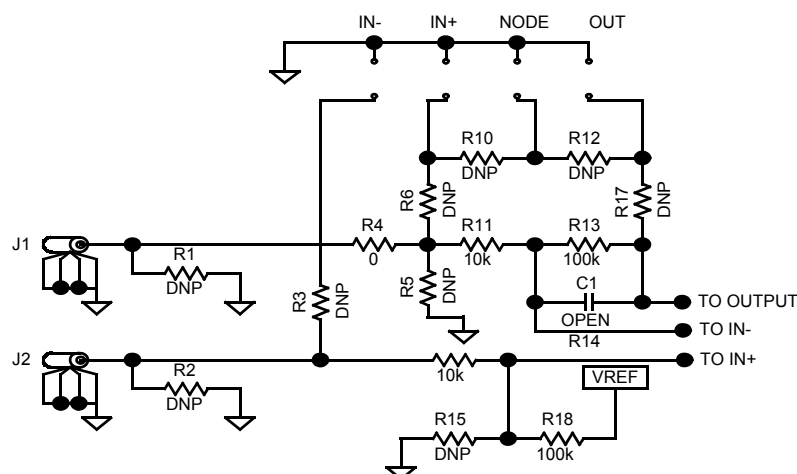 IN- IN+ NODE OUT
R10 R12
DNP DNP
R6 DNP R17 DNP
J1 R4 R11 R13
R1 0 10k 100k
DNP
R3 DNP R5 DNP C1
OPEN
TO OUTPUT
TO IN-
R14
J2 TO IN+
R2 10k VREF
DNP
R15 R18
DNP 100k